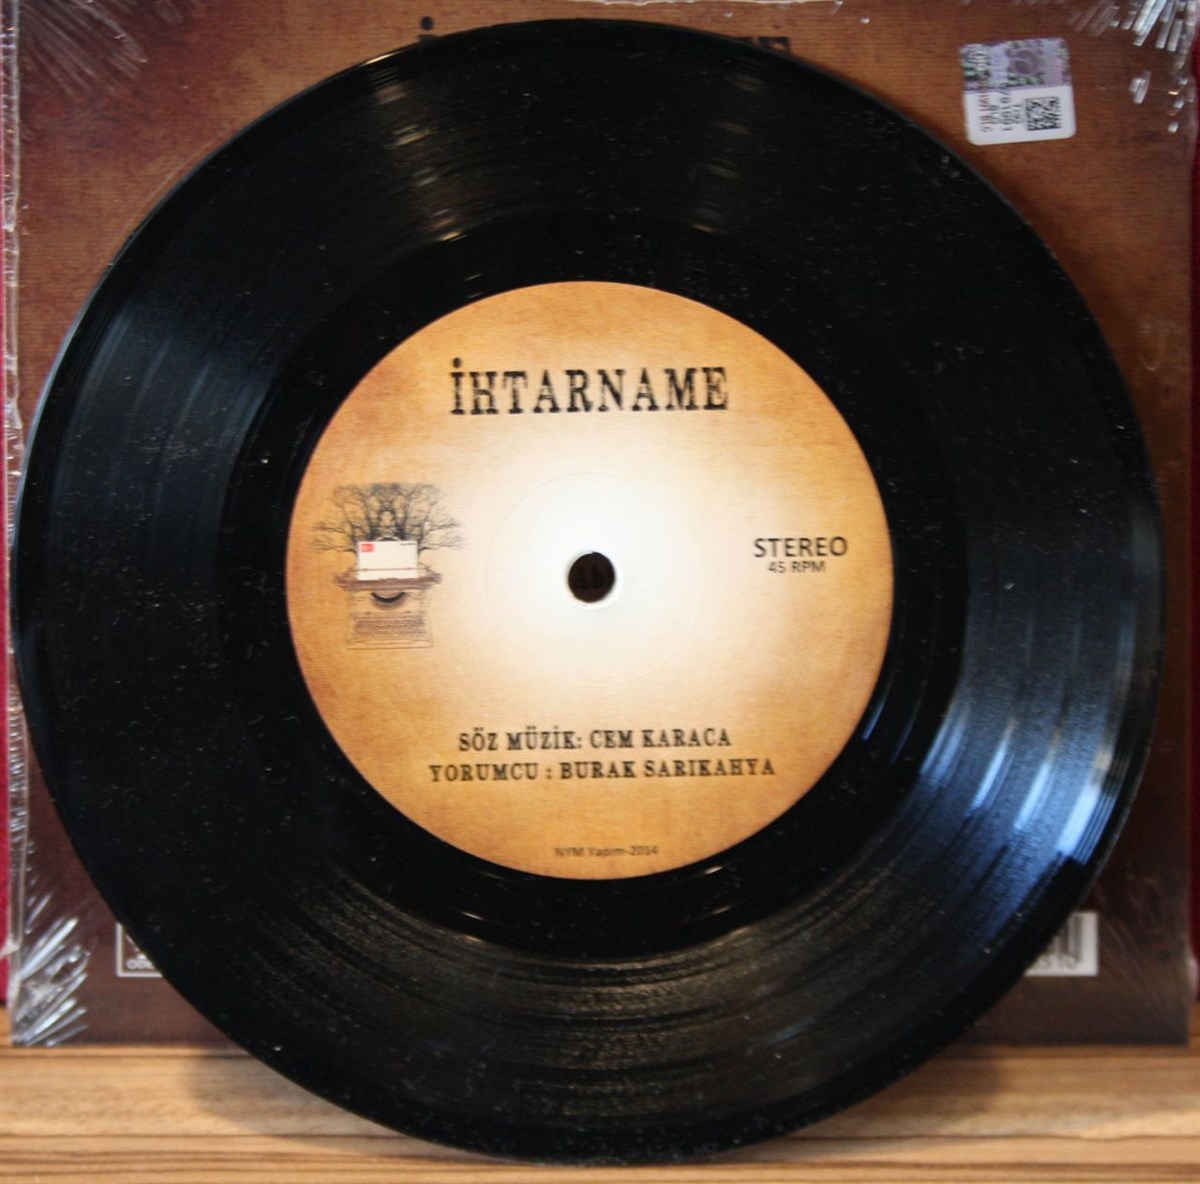 İHTARNAME
STEREO
45 RPM
SÖZ MÜZİK: CEM KARACA
YORUMCU : BURAK SARIKAHYA
NYM Yapım-2014